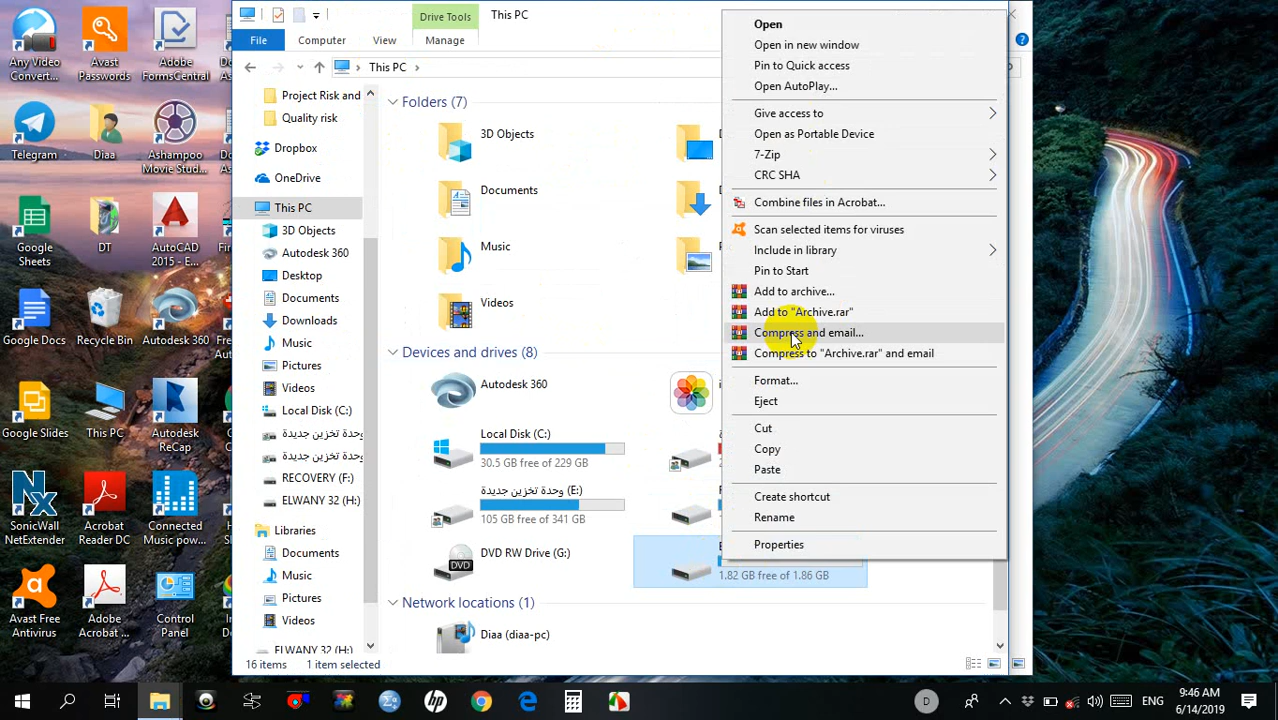 Any Video
Conver...
Avast
Passwords
Adobe
FormsCentral
Telegram
Diaa
Ashampoo
Movie Stud...
Google
Sheets
DT
AutoCAD
2015 - E...
Google Docs
Recycle Bin
Autodesk
360
Google Slides
This PC
Autodesk
ReCap
SonicWall
NetExtender
Acrobat
Reader DC
Connected
Music pow...
Avast Free
Antivirus
Adobe
Acrobat ...
Control
Panel
Drive Tools
This PC
File
Computer
View
Manage
This PC
Project Risk and
Quality risk
Dropbox
OneDrive
This PC
3D Objects
Autodesk 360
Desktop
Documents
Downloads
Music
Pictures
Videos
Local Disk (C:)
وحدة تخزين جديدة
وحدة تخزين جديدة
RECOVERY (F:)
ELWANY 32 (H:)
Libraries
Documents
Music
Pictures
Videos
ELWANY 32 (H:)
Folders (7)
3D Objects
Documents
Music
Videos
Devices and drives (8)
Autodesk 360
Local Disk (C:)
30.5 GB free of 229 GB
وحدة تخزين جديدة (E:)
105 GB free of 341 GB
DVD RW Drive (G:)
DVD
1.82 GB free of 1.86 GB
Network locations (1)
Diaa (diaa-pc)
16 items
1 item selected
Open
Open in new window
Pin to Quick access
Open AutoPlay...
Give access to
Open as Portable Device
7-Zip
CRC SHA
Combine files in Acrobat...
Scan selected items for viruses
Include in library
Pin to Start
Add to archive...
Add to "Archive.rar"
Compress and email...
Compress to "Archive.rar" and email
Format...
Eject
Cut
Copy
Paste
Create shortcut
Rename
Properties
hp
D
ENG
9:46 AM
6/14/2019